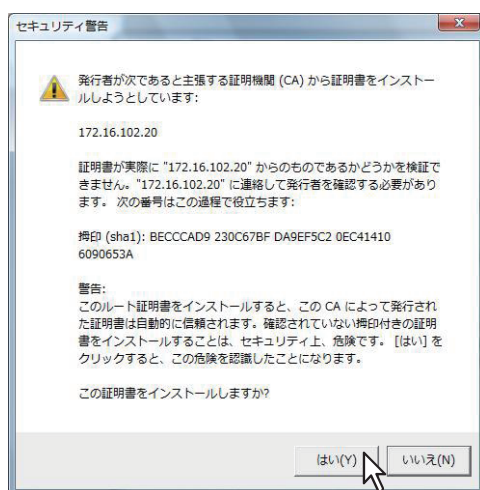 セキュリティ警告
発行者が次であると主張する証明機関 (CA) から証明書をインストー
ルしようとしています:
172.16.102.20
証明書が実際に "172.16.102.20" からのものであるかどうかを検証で
きません。"172.16.102.20" に連絡して発行者を確認する必要があり
ます。 次の番号はこの過程で役立ちます:
拇印 (sha1): BECCCAD9 230C67BF DA9EF5C2 0EC41410
6090653A
警告:
このルート証明書をインストールすると、この CA によって発行され
た証明書は自動的に信頼されます。確認されていない拇印付きの証明
書をインストールすることは、セキュリティ上、危険です。 [はい] を
クリックすると、この危険を認識したことになります。
この証明書をインストールしますか?
はい(Y)
いいえ(N)